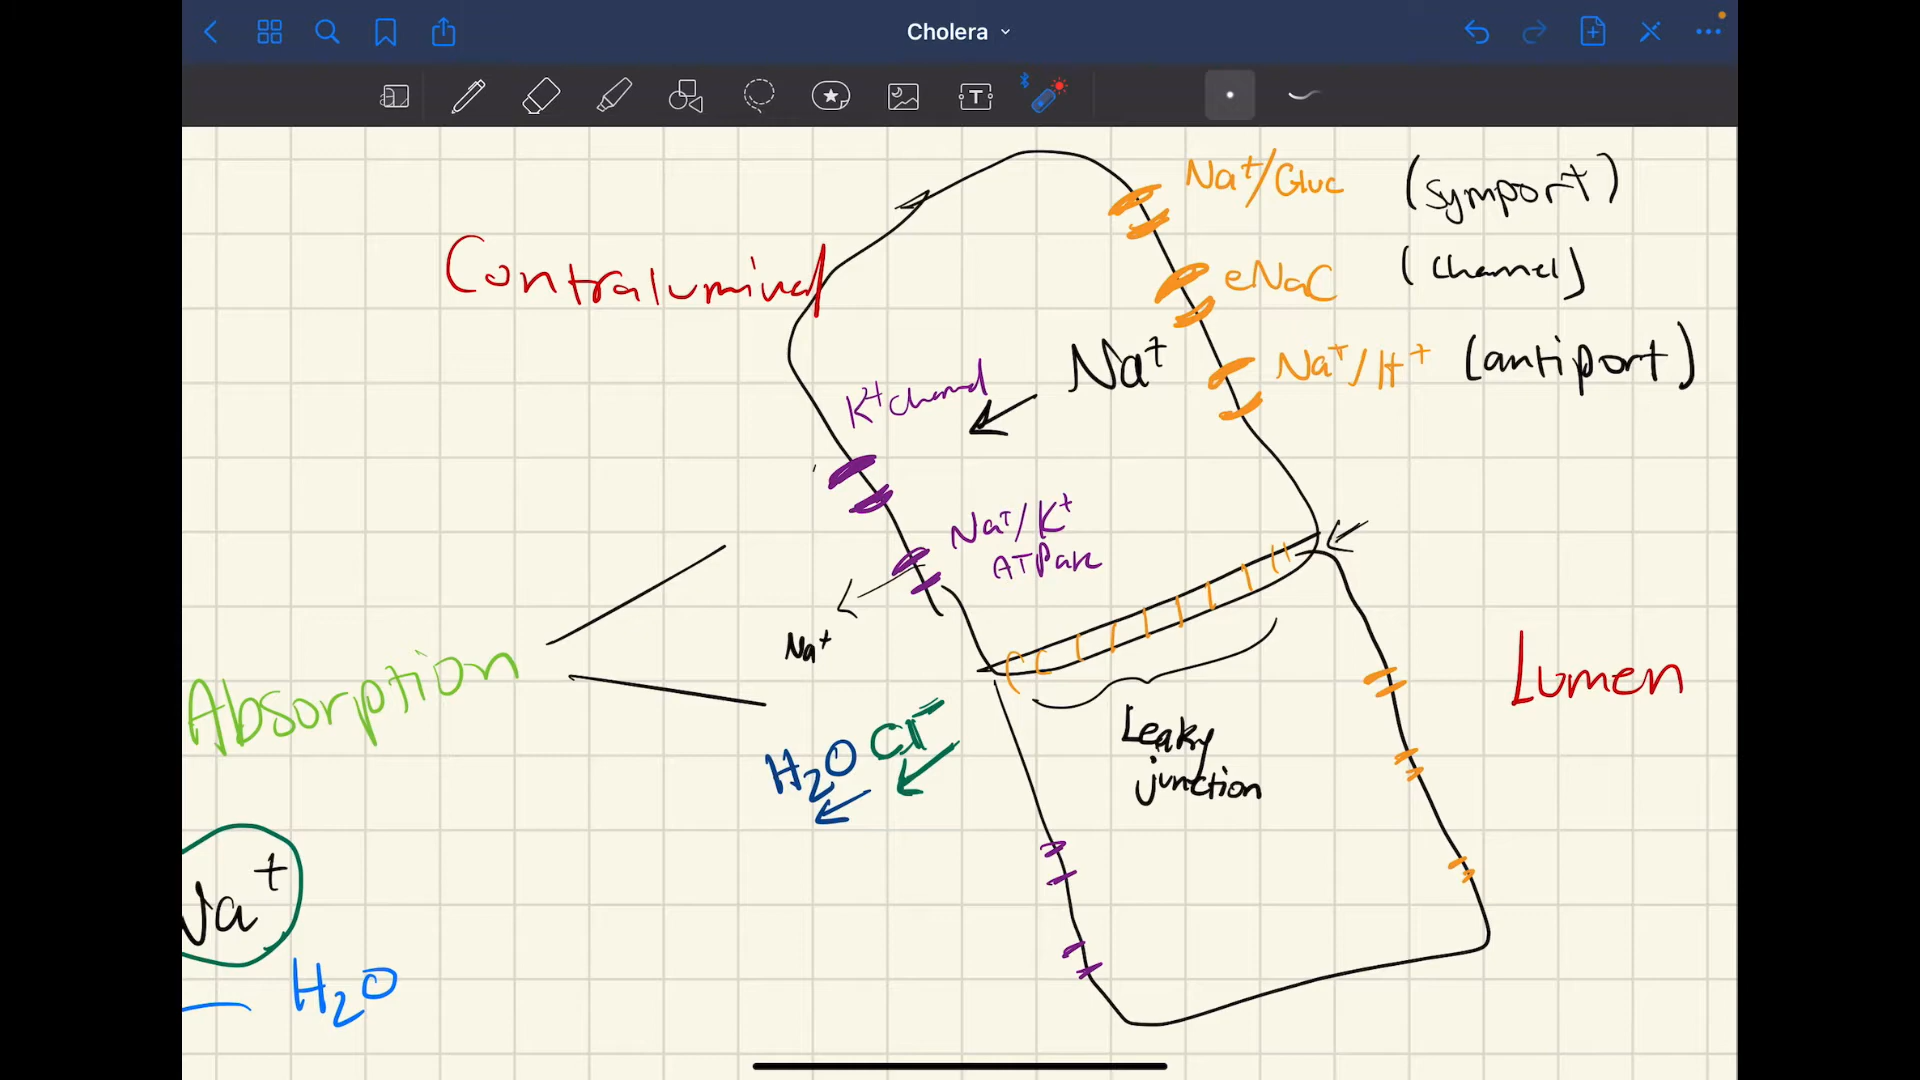 Cholera
Na+/Gluc (symport)
eNaC (channel)
Contraluminal
Na+
Na+/H+ (antiport)
K+ channel
Na+/K+
ATPase
Na+
Absorption
Lumen
Cl-
H2O
Leaky
junction
Na+
H2O